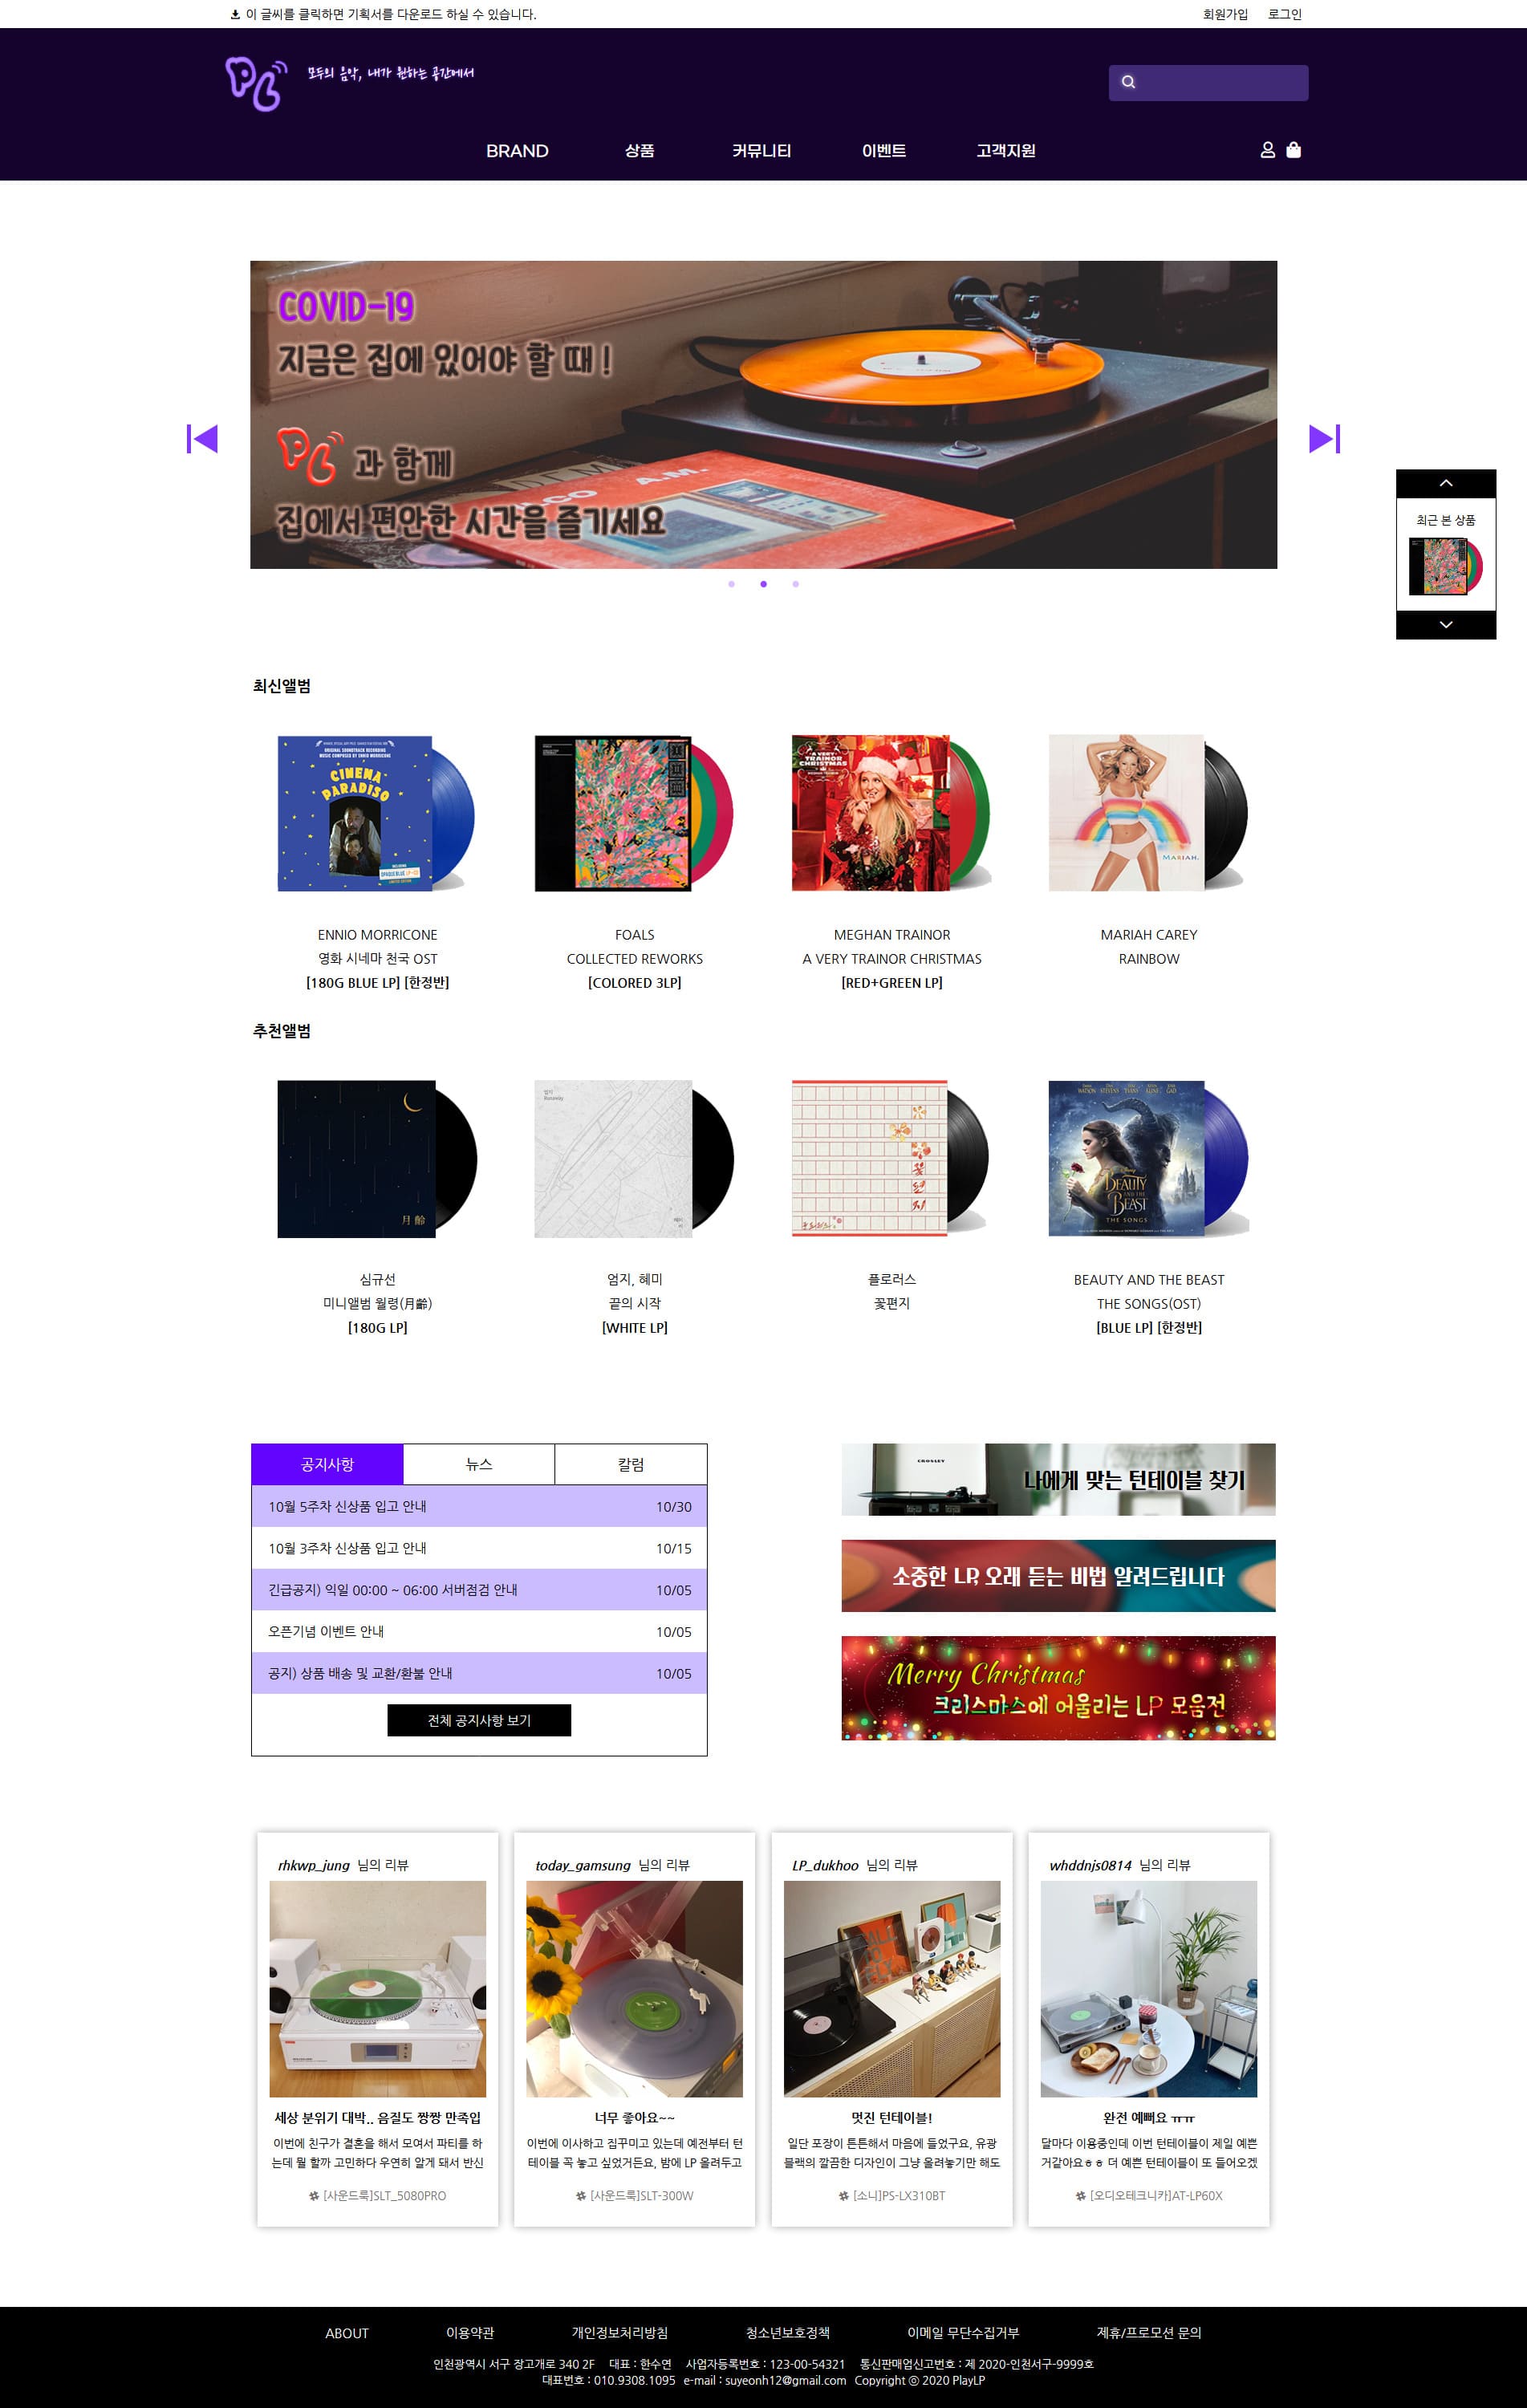 이 글씨를 클릭하면 기획서를 다운로드 하실 수 있습니다.
회원가입 로그인
PL 모두의 음악, 내가 원하는 공간에서
BRAND 상품 커뮤니티 이벤트 고객지원
COVID-19
지금은 집에 있어야 할 때 !
PL 과 함께
집에서 편안한 시간을 즐기세요
A.M.
최근 본 상품
최신앨범
ORIGINAL SOUNDTRACK RECORDING
MUSIC COMPOSED BY ENNIO MORRICONE
CINEMA
PARADISO
A VERY
TRAINOR
CHRISTMAS
MARIAH.
ENNIO MORRICONE
영화 시네마 천국 OST
[180G BLUE LP] [한정반]
FOALS
COLLECTED REWORKS
[COLORED 3LP]
MEGHAN TRAINOR
A VERY TRAINOR CHRISTMAS
[RED+GREEN LP]
MARIAH CAREY
RAINBOW
추천앨범
月齡
꽃
편
지
Disney
BEAUTY
AND THE
BEAST
THE SONGS
심규선
미니앨범 월령(月齡)
[180G LP]
엄지, 혜미
끝의 시작
[WHITE LP]
플로러스
꽃편지
BEAUTY AND THE BEAST
THE SONGS(OST)
[BLUE LP] [한정반]
공지사항 뉴스 칼럼
10월 5주차 신상품 입고 안내 10/30
10월 3주차 신상품 입고 안내 10/15
긴급공지) 익일 00:00 ~ 06:00 서버점검 안내 10/05
오픈기념 이벤트 안내 10/05
공지) 상품 배송 및 교환/환불 안내 10/05
전체 공지사항 보기
CROSLEY
나에게 맞는 턴테이블 찾기
소중한 LP, 오래 듣는 비법 알려드립니다
Merry Christmas
크리스마스에 어울리는 LP 모음전
rhkwp_jung 님의 리뷰
세상 분위기 대박.. 음질도 짱짱 만족입
이번에 친구가 결혼을 해서 모여서 파티를 하
는데 뭘 할까 고민하다 우연히 알게 돼서 반신
[사운드룩]SLT_5080PRO
today_gamsung 님의 리뷰
너무 좋아요~~
이번에 이사하고 집꾸미고 있는데 예전부터 턴
테이블 꼭 놓고 싶었거든요, 밤에 LP 올려두고
[사운드룩]SLT-300W
LP_dukhoo 님의 리뷰
멋진 턴테이블!
일단 포장이 튼튼해서 마음에 들었구요, 유광
블랙의 깔끔한 디자인이 그냥 올려놓기만 해도
[소니]PS-LX310BT
whddnjs0814 님의 리뷰
완전 예뻐요 ㅠㅠ
달마다 이용중인데 이번 턴테이블이 제일 예쁜
거같아요ㅎㅎ 더 예쁜 턴테이블이 또 들어오겠
[오디오테크니카]AT-LP60X
ABOUT 이용약관 개인정보처리방침 청소년보호정책 이메일 무단수집거부 제휴/프로모션 문의
인천광역시 서구 장고개로 340 2F 대표 : 한수연 사업자등록번호 : 123-00-54321 통신판매업신고번호 : 제 2020-인천서구-9999호
대표번호 : 010.9308.1095 e-mail : suyeonh12@gmail.com Copyright ⓒ 2020 PlayLP